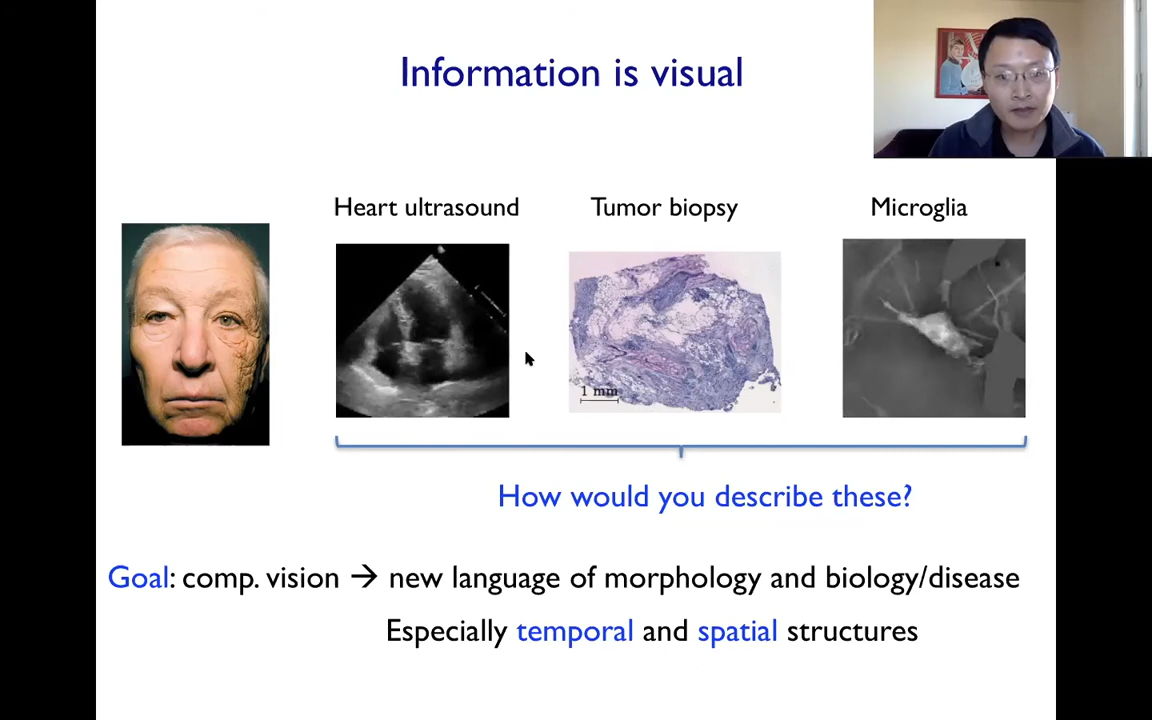 Information is visual
Heart ultrasound
Tumor biopsy
Microglia
1 mm
How would you describe these?
Goal: comp. vision → new language of morphology and biology/disease
Especially temporal and spatial structures